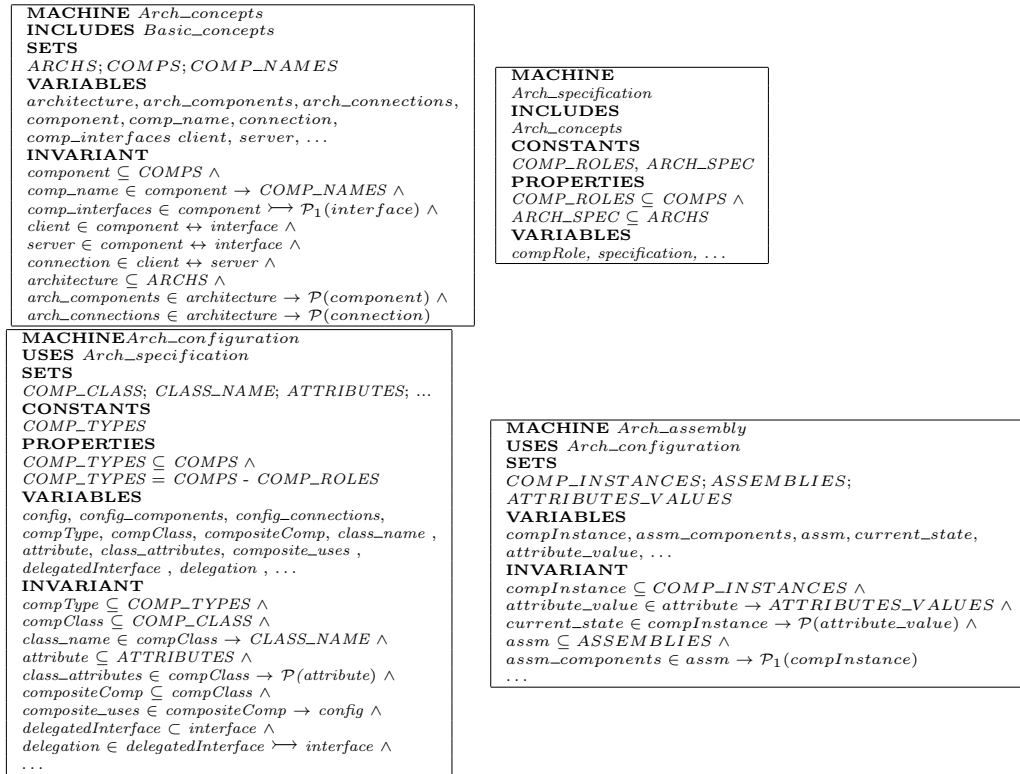 MACHINE Arch_concepts
INCLUDES Basic_concepts
SETS
ARCHS; COMPS; COMP_NAMES
VARIABLES
architecture, arch_components, arch_connections,
component, comp_name, connection,
comp_interfaces client, server, ...
INVARIANT
component ⊆ COMPS ∧
comp_name ∈ component → COMP_NAMES ∧
comp_interfaces ∈ component ↣ P₁(interface) ∧
client ∈ component ↔ interface ∧
server ∈ component ↔ interface ∧
connection ∈ client ↔ server ∧
architecture ⊆ ARCHS ∧
arch_components ∈ architecture → P(component) ∧
arch_connections ∈ architecture → P(connection)
MACHINE
Arch_specification
INCLUDES
Arch_concepts
CONSTANTS
COMP_ROLES, ARCH_SPEC
PROPERTIES
COMP_ROLES ⊆ COMPS ∧
ARCH_SPEC ⊆ ARCHS
VARIABLES
compRole, specification, ...
MACHINEArch_configuration
USES Arch_specification
SETS
COMP_CLASS; CLASS_NAME; ATTRIBUTES; ...
CONSTANTS
COMP_TYPES
PROPERTIES
COMP_TYPES ⊆ COMPS ∧
COMP_TYPES = COMPS - COMP_ROLES
VARIABLES
config, config_components, config_connections,
compType, compClass, compositeComp, class_name ,
attribute, class_attributes, composite_uses ,
delegatedInterface , delegation , ...
INVARIANT
compType ⊆ COMP_TYPES ∧
compClass ⊆ COMP_CLASS ∧
class_name ∈ compClass → CLASS_NAME ∧
attribute ⊆ ATTRIBUTES ∧
class_attributes ∈ compClass → P(attribute) ∧
compositeComp ⊆ compClass ∧
composite_uses ∈ compositeComp → config ∧
delegatedInterface ⊂ interface ∧
delegation ∈ delegatedInterface ↣ interface ∧
...
MACHINE Arch_assembly
USES Arch_configuration
SETS
COMP_INSTANCES; ASSEMBLIES;
ATTRIBUTES_VALUES
VARIABLES
compInstance, assm_components, assm, current_state,
attribute_value, ...
INVARIANT
compInstance ⊆ COMP_INSTANCES ∧
attribute_value ∈ attribute → ATTRIBUTES_VALUES ∧
current_state ∈ compInstance → P(attribute_value) ∧
assm ⊆ ASSEMBLIES ∧
assm_components ∈ assm → P₁(compInstance)
...